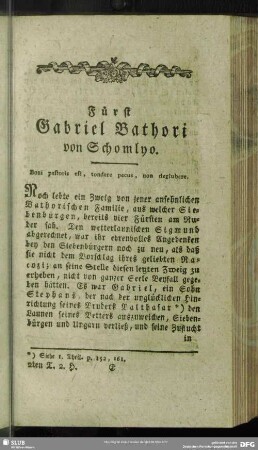 Fürst
Gabriel Bathori
von Schomlyo.
Boni pastoris est, tondere pecus, non deglubere.
Noch lebte ein Zweig von jener ansehnlichen
Bathorischen Familie, aus welcher Sie-
benbürgen, bereits vier Fürsten am Ru-
der sah. Den wetterlaunischen Sigmund
abgerechnet, war ihr ehrenvolles Angedenken
bey den Siebenbürgern noch zu neu, als daß
sie nicht dem Vorschlag ihres geliebten Ra-
cozi; an seine Stelle diesen letzten Zweig zu
erheben, nicht von ganzer Seele Beyfall gege-
ben hätten. Es war Gabriel, ein Sohn
Stephans, der nach der unglücklichen Hin-
richtung seines Bruders Balthasar *) den
Launen seines Vetters auszuweichen, Sieben-
bürgen und Ungarn verließ, und seine Zuflucht
in
*) Siehe 1. Theil. p. 152, 161.
2ten T. 2. H. E
SLUB
DFG